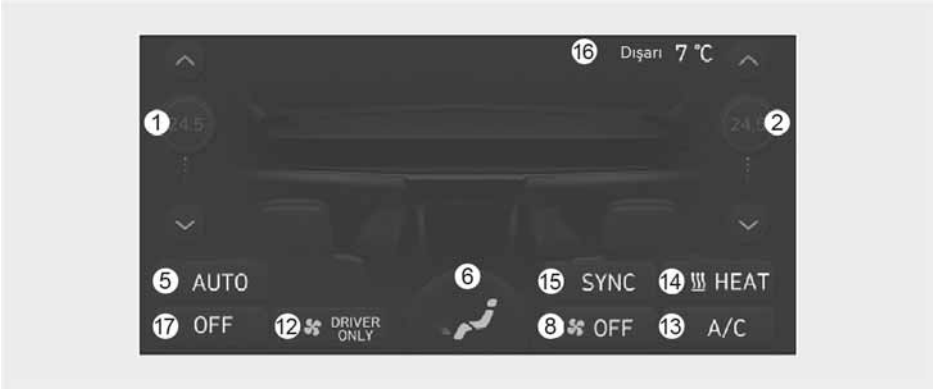 16 Dışarı 7 °C
1 24.5
24.5 2
5 AUTO
6
15 SYNC
14 HEAT
17 OFF
12 DRIVER
ONLY
8 OFF
13 A/C